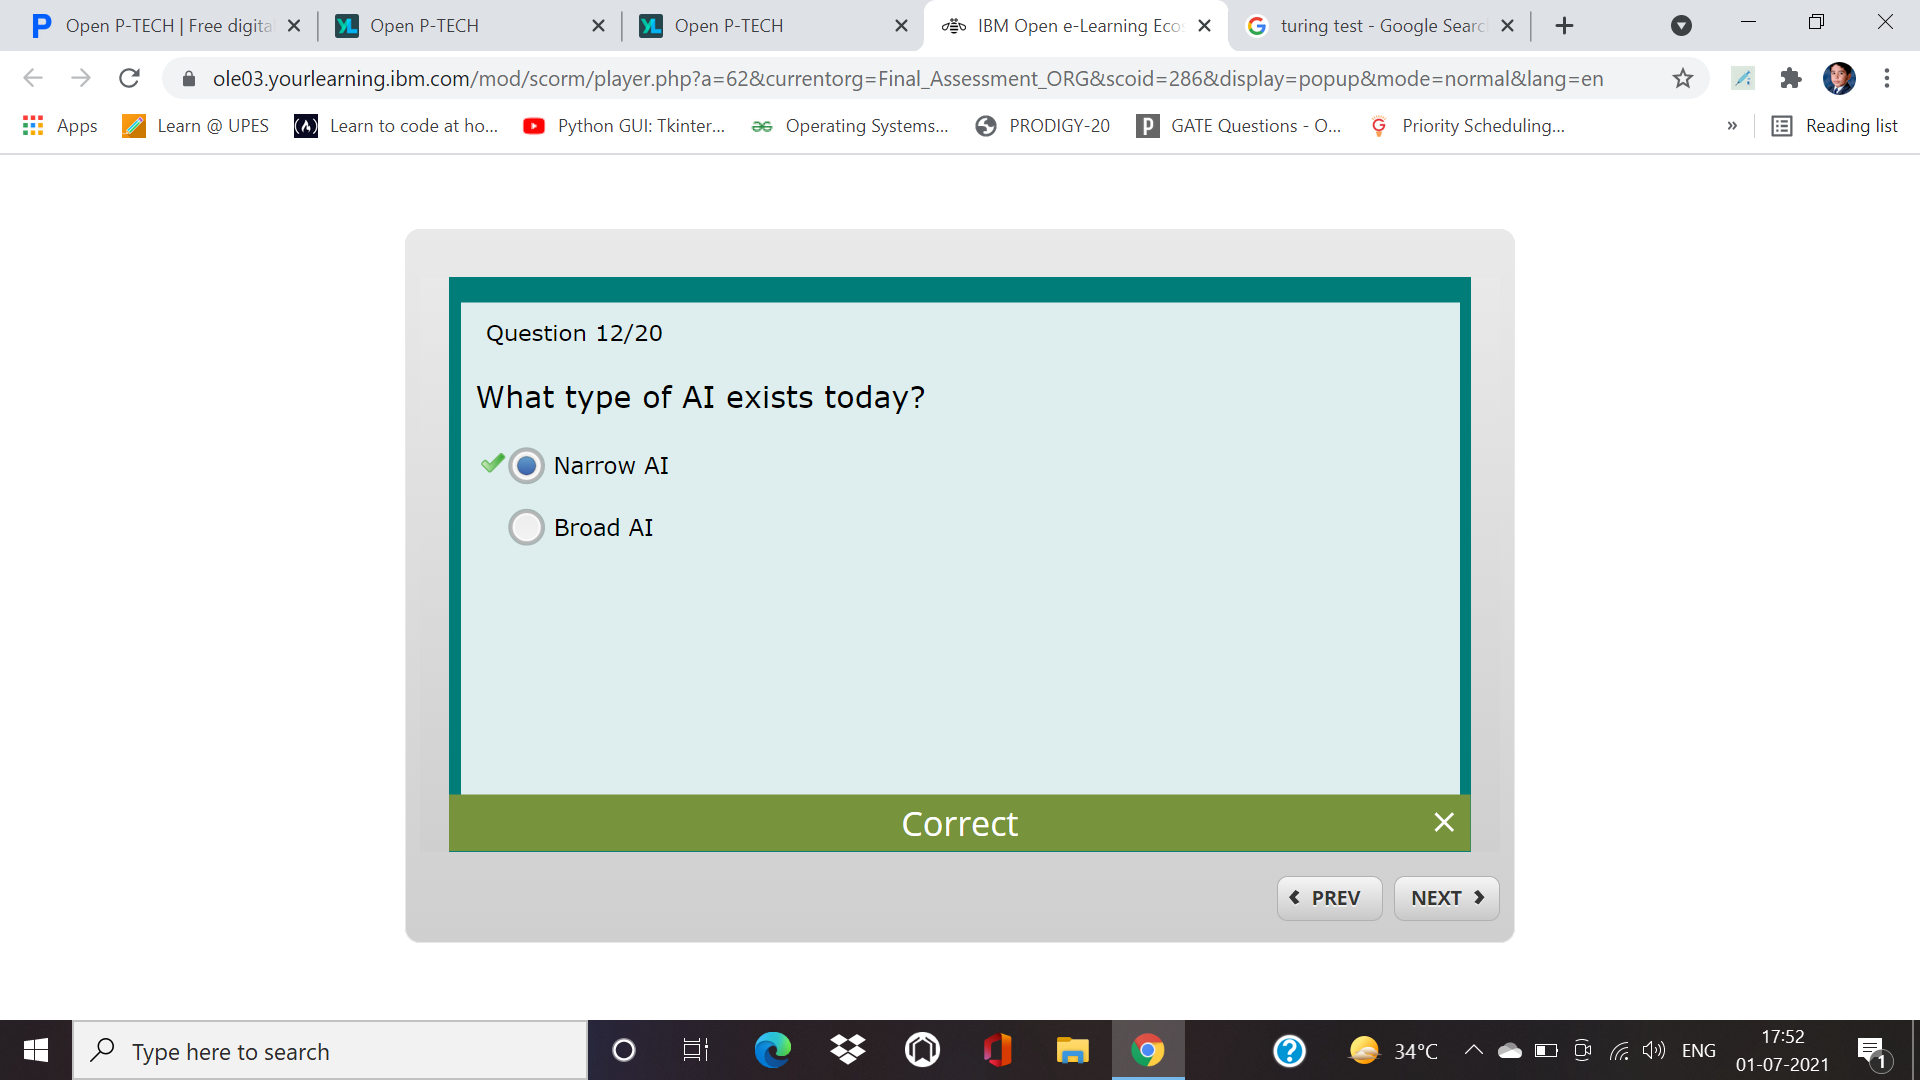 Open P-TECH | Free digita
Open P-TECH
Open P-TECH
IBM Open e-Learning Ecos
turing test - Google Search
ole03.yourlearning.ibm.com/mod/scorm/player.php?a=62&currentorg=Final_Assessment_ORG&scoid=286&display=popup&mode=normal&lang=en
Apps
Learn @ UPES
Learn to code at ho...
Python GUI: Tkinter...
Operating Systems...
PRODIGY-20
GATE Questions - O...
Priority Scheduling...
»
Reading list
Question 12/20
What type of AI exists today?
Narrow AI
Broad AI
Correct
PREV
NEXT
Type here to search
34°C
ENG
17:52
01-07-2021
1